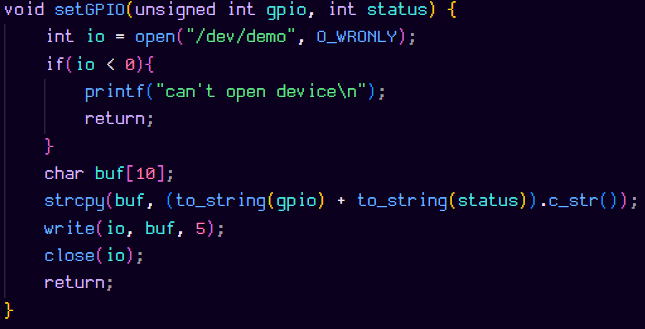 void setGPIO(unsigned int gpio, int status) {
    int io = open("/dev/demo", O_WRONLY);
    if(io < 0){
        printf("can't open device\n");
        return;
    }
    char buf[10];
    strcpy(buf, (to_string(gpio) + to_string(status)).c_str());
    write(io, buf, 5);
    close(io);
    return;
}